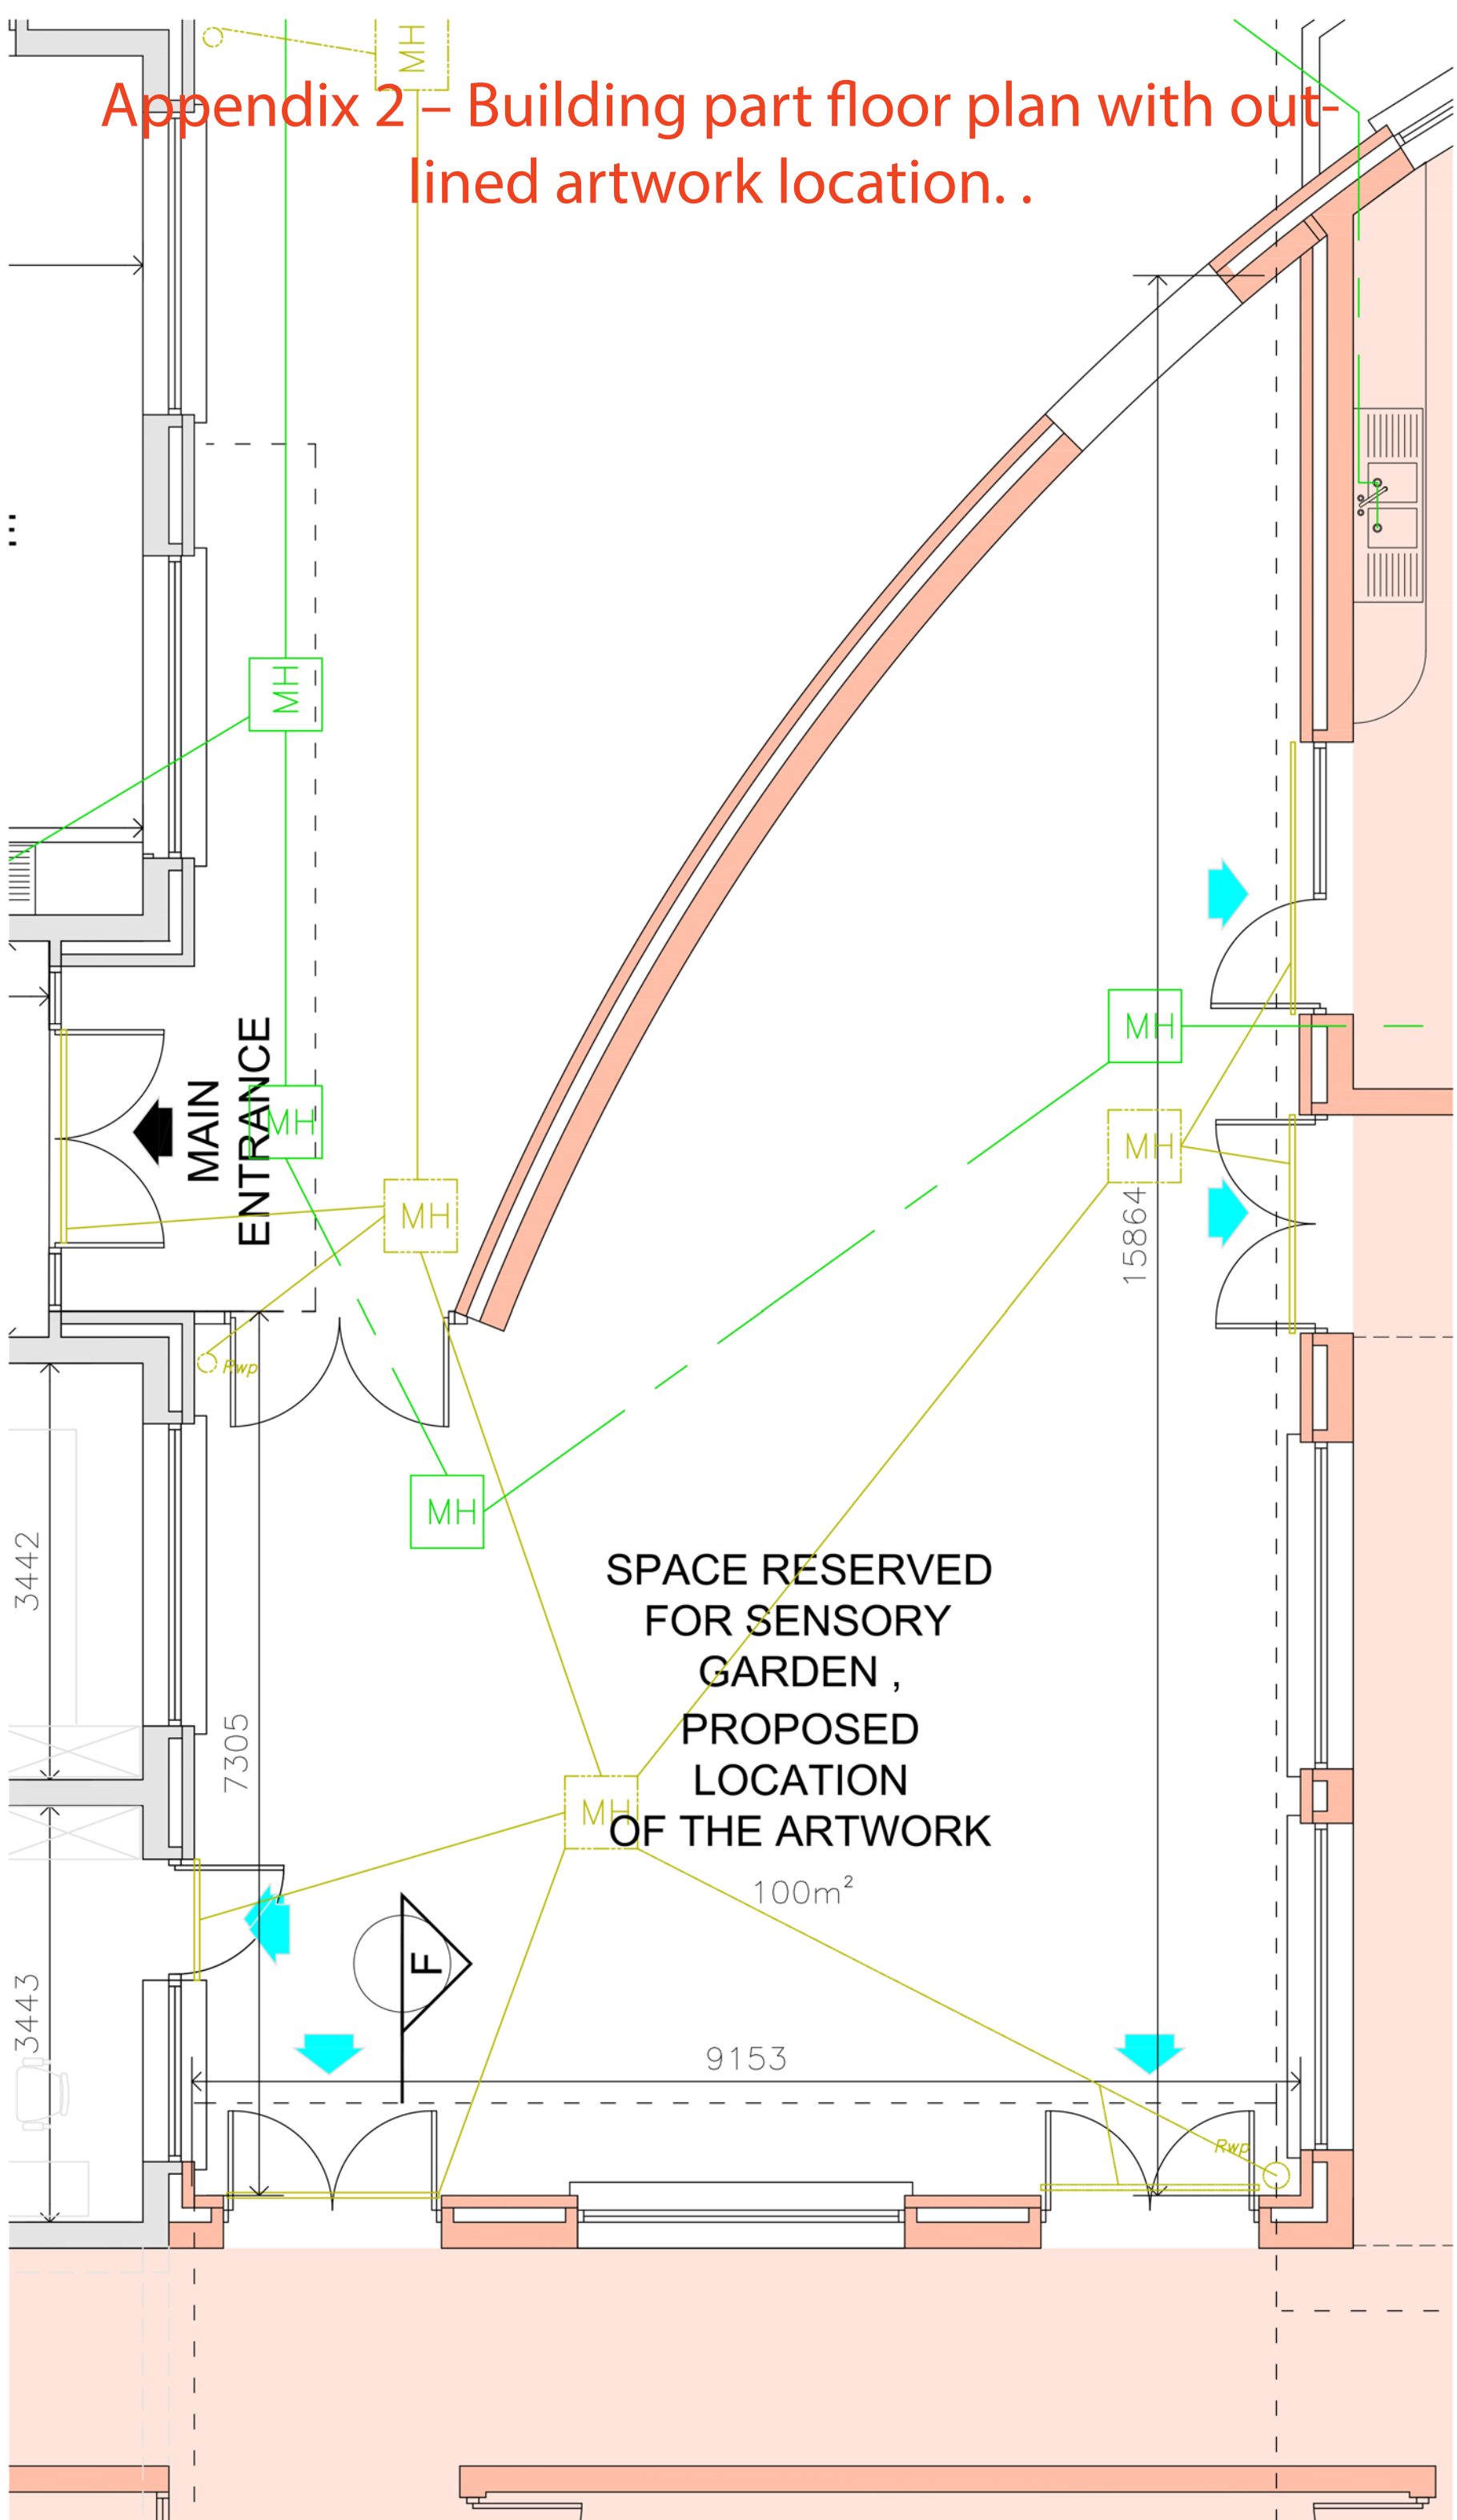 MH
Appendix 2 – Building part floor plan with out-
lined artwork location. .
MH
MH
MAIN
ENTRANCE
MH
MH
MH
15864
MH
Rwp
MH
3442
SPACE RESERVED
FOR SENSORY
GARDEN ,
PROPOSED
LOCATION
OF THE ARTWORK
7305
MH
100m²
F
3443
9153
Rwp